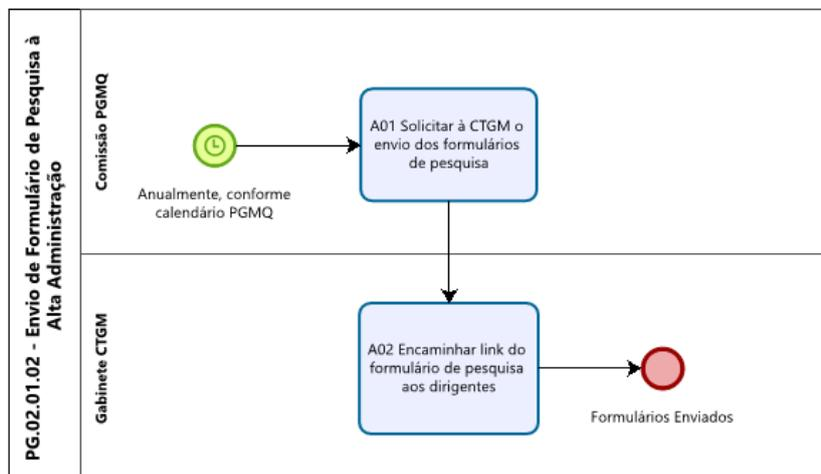 PG.02.01.02 - Envio de Formulário de Pesquisa à
Alta Administração
Comissão PGMQ
Anualmente, conforme
calendário PGMQ
A01 Solicitar à CTGM o
envio dos formulários
de pesquisa
Gabinete CTGM
A02 Encaminhar link do
formulário de pesquisa
aos dirigentes
Formulários Enviados